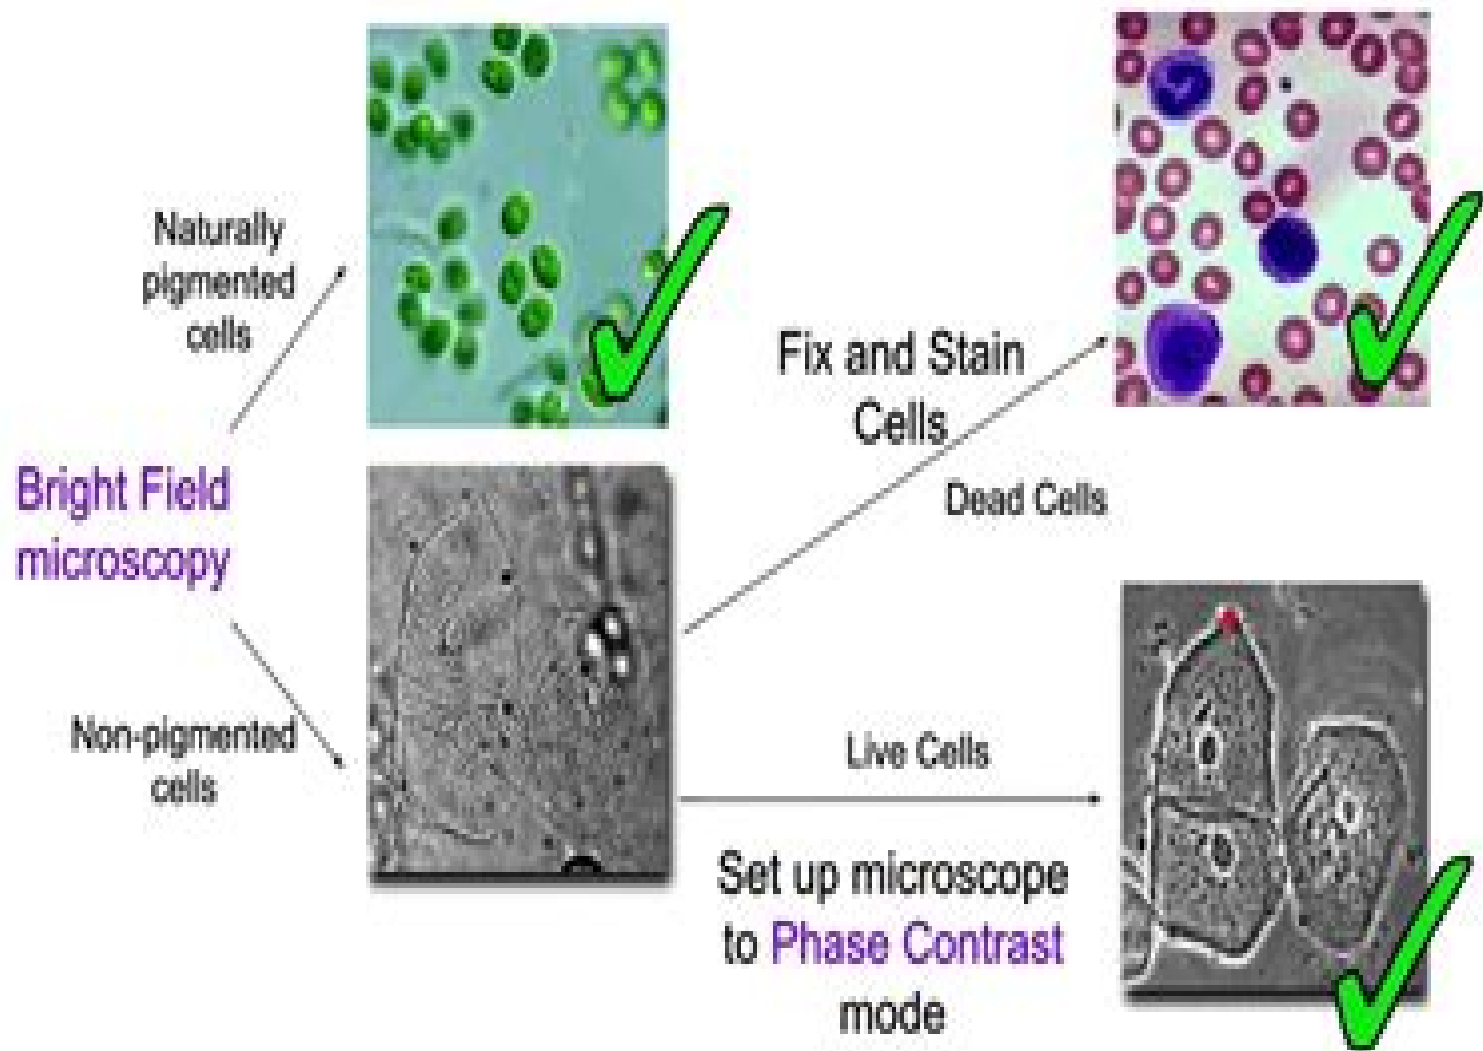 Naturally
pigmented
cells
Bright Field
microscopy
Non-pigmented
cells
Fix and Stain
Cells
Dead Cells
Live Cells
Set up microscope
to Phase Contrast
mode